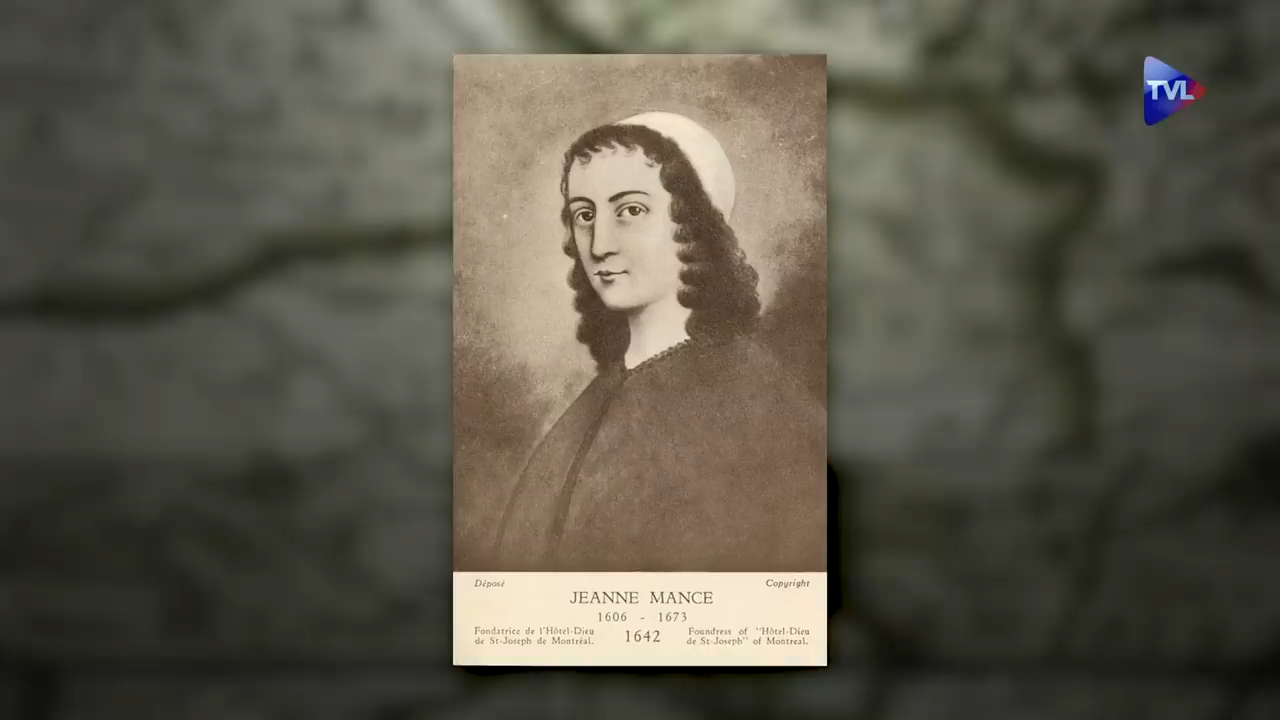 TVL
Déposé Copyright
JEANNE MANCE
1606 - 1673
Fondatrice de l'Hôtel-Dieu
de St-Joseph de Montréal.
1642
Foundress of "Hôtel-Dieu
de St-Joseph" of Montreal.